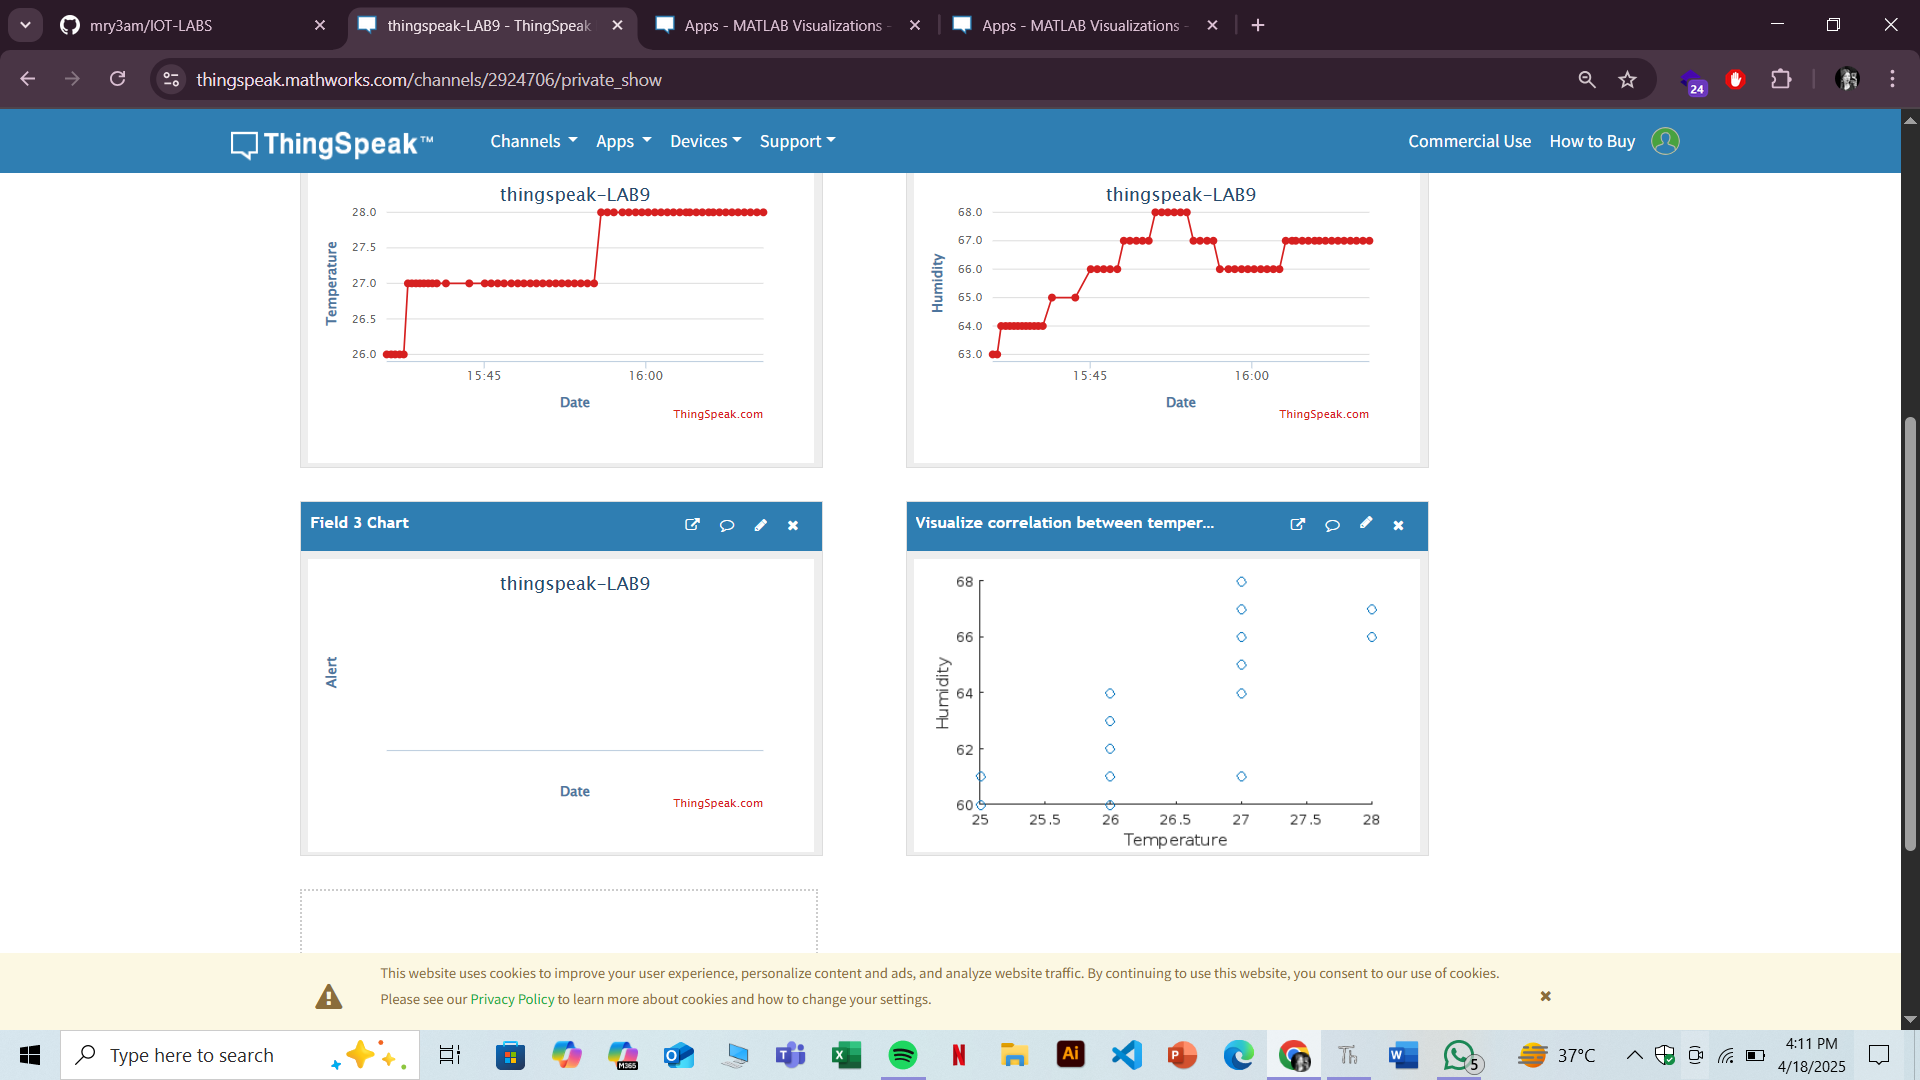 mry3am/IOT-LABS
thingspeak-LAB9 - ThingSpeak
Apps - MATLAB Visualizations -
Apps - MATLAB Visualizations -
thingspeak.mathworks.com/channels/2924706/private_show
24
ThingSpeak™
Channels
Apps
Devices
Support
Commercial Use
How to Buy
thingspeak-LAB9
28.0
27.5
27.0
26.5
26.0
Temperature
15:45
16:00
Date
ThingSpeak.com
thingspeak-LAB9
68.0
67.0
66.0
65.0
64.0
63.0
Humidity
15:45
16:00
Date
ThingSpeak.com
Field 3 Chart
thingspeak-LAB9
Alert
Date
ThingSpeak.com
Visualize correlation between temper...
68
66
64
62
60
Humidity
25
25.5
26
26.5
27
27.5
28
Temperature
This website uses cookies to improve your user experience, personalize content and ads, and analyze website traffic. By continuing to use this website, you consent to our use of cookies.
Please see our Privacy Policy to learn more about cookies and how to change your settings.
Type here to search
M365
N
Ai
Th
5
37°C
4:11 PM
4/18/2025